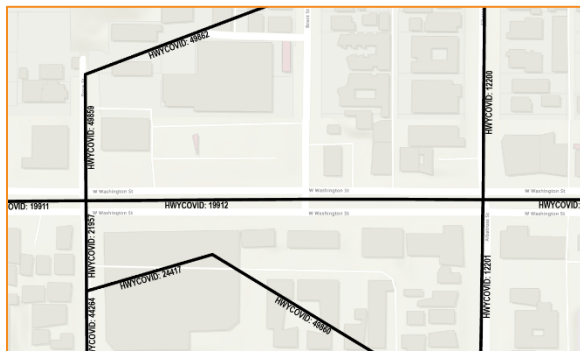 HWYCOVID: 49862
HWYCOVID: 49859
HWYCOVID: 12200
W Washington St
W Washington St
W Washington St
OVID: 19911
HWYCOVID: 19912
HWYCOVID:
W Washington St
W Washington St
HWYCOVID: 21957
HWYCOVID: 24417
HWYCOVID: 44264
HWYCOVID: 49860
HWYCOVID: 12201